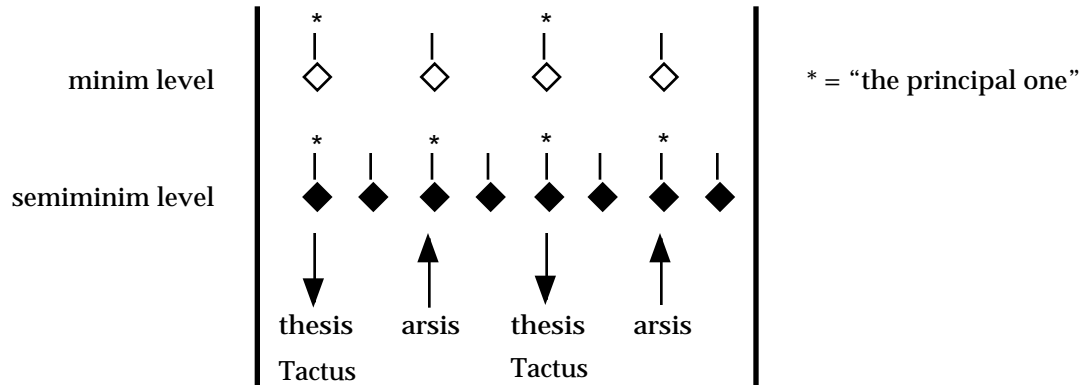 * *
minim level * = “the principal one”
* * * *
semiminim level
thesis arsis thesis arsis
Tactus Tactus